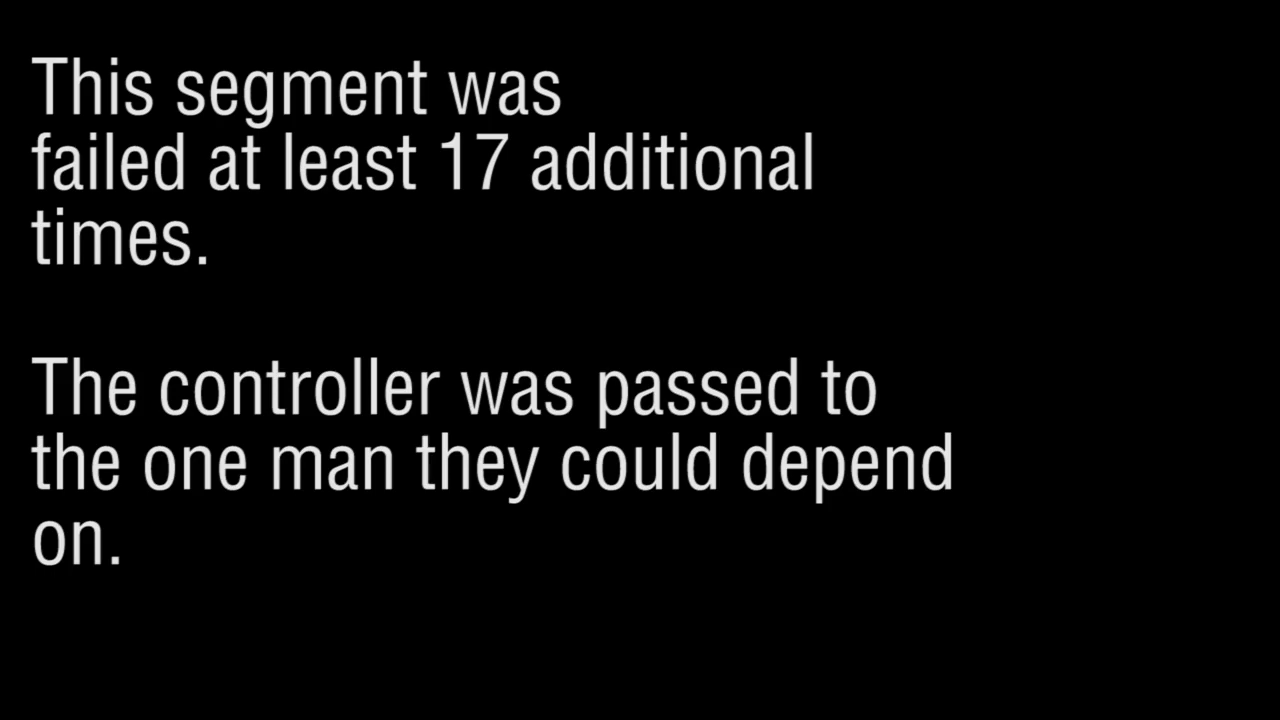 This segment was
failed at least 17 additional
times.
The controller was passed to
the one man they could depend
on.